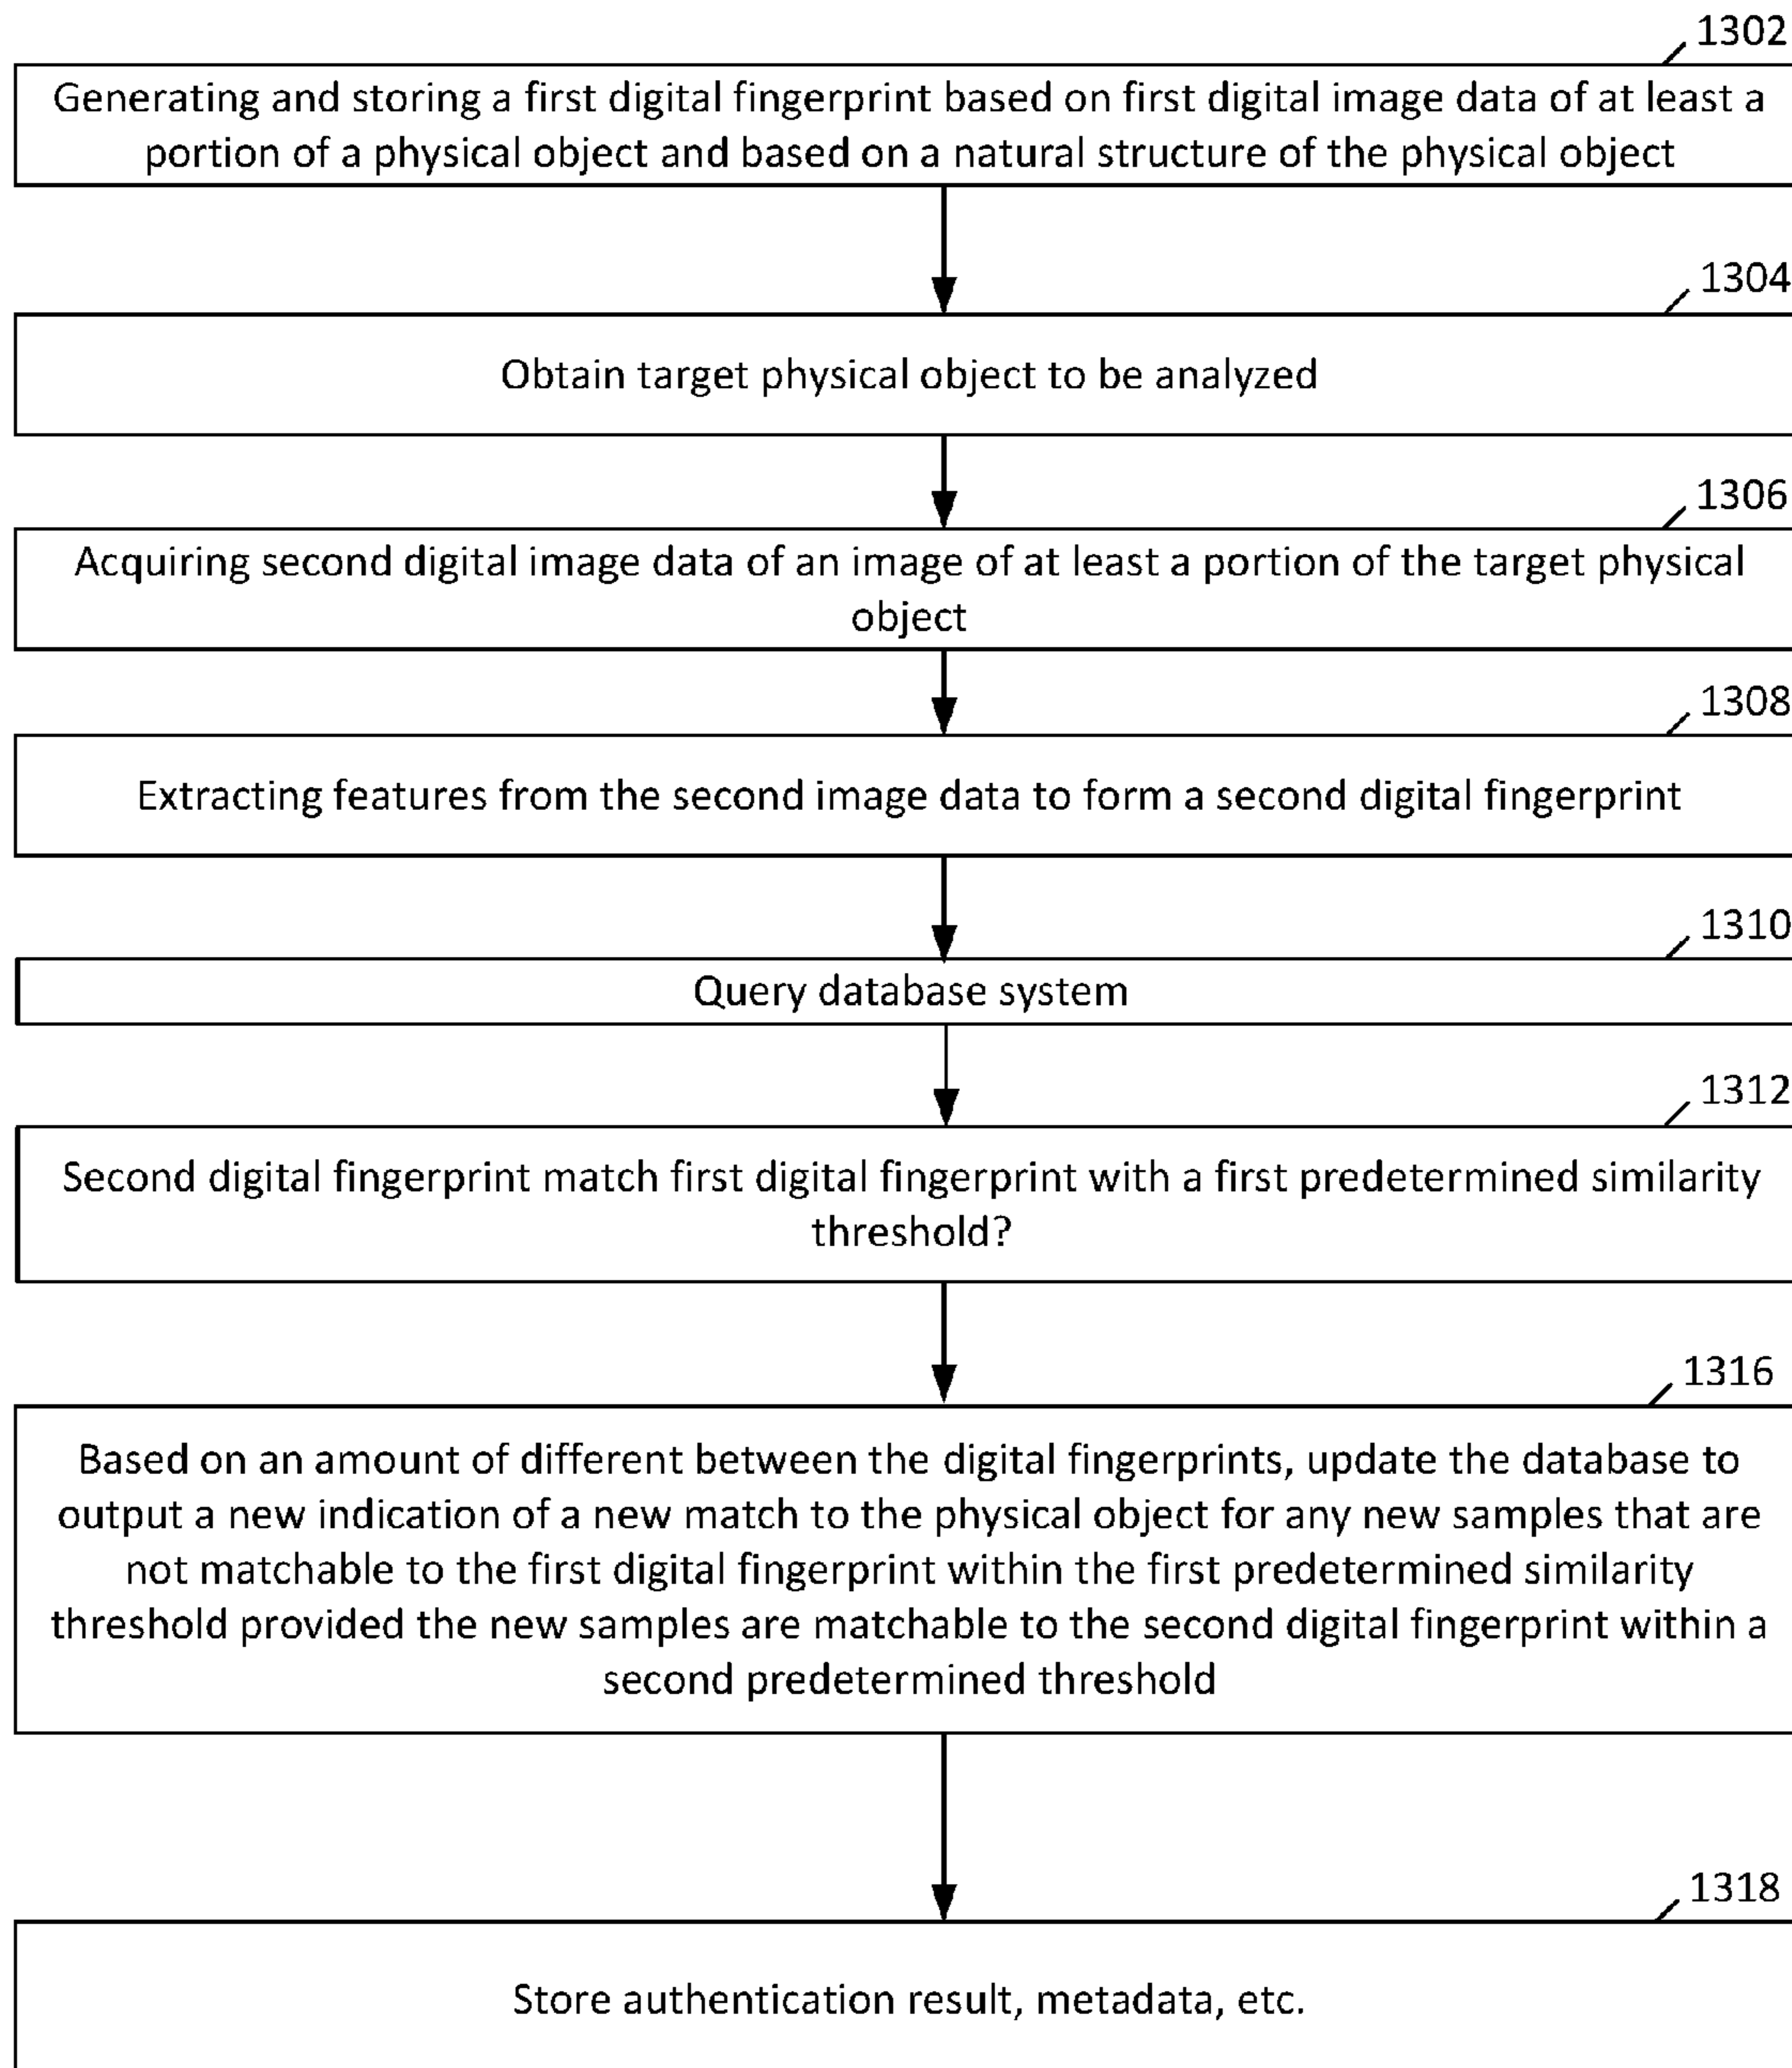 1302
Generating and storing a first digital fingerprint based on first digital image data of at least a
portion of a physical object and based on a natural structure of the physical object
1304
Obtain target physical object to be analyzed
1306
Acquiring second digital image data of an image of at least a portion of the target physical
object
1308
Extracting features from the second image data to form a second digital fingerprint
1310
Query database system
1312
Second digital fingerprint match first digital fingerprint with a first predetermined similarity
threshold?
1316
Based on an amount of different between the digital fingerprints, update the database to
output a new indication of a new match to the physical object for any new samples that are
not matchable to the first digital fingerprint within the first predetermined similarity
threshold provided the new samples are matchable to the second digital fingerprint within a
second predetermined threshold
1318
Store authentication result, metadata, etc.